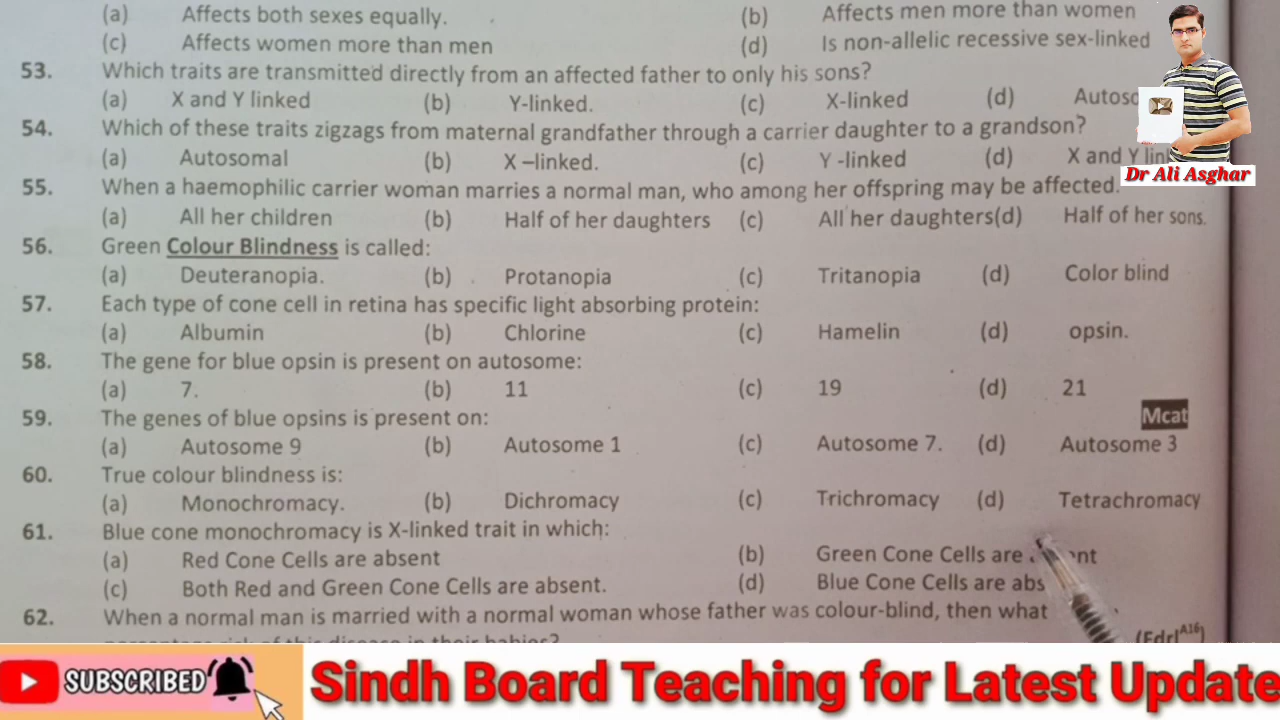 (a) Affects both sexes equally. (b) Affects men more than women
(c) Affects women more than men (d) Is non-allelic recessive sex-linked
53. Which traits are transmitted directly from an affected father to only his sons?
(a) X and Y linked (b) Y-linked. (c) X-linked (d)
54. Which of these traits zigzags from maternal grandfather through a carrier daughter to a grandson?
(a) Autosomal (b) X –linked. (c) Y -linked (d) X and Y
Dr Ali Asghar
55. When a haemophilic carrier woman marries a normal man, who among her offspring may be affected.
(a) All her children (b) Half of her daughters (c) All her daughters(d) Half of her sons.
56. Green Colour Blindness is called:
(a) Deuteranopia. (b) Protanopia (c) Tritanopia (d) Color blind
57. Each type of cone cell in retina has specific light absorbing protein:
(a) Albumin (b) Chlorine (c) Hamelin (d) opsin.
58. The gene for blue opsin is present on autosome:
(a) 7. (b) 11 (c) 19 (d) 21
59. The genes of blue opsins is present on: Mcat
(a) Autosome 9 (b) Autosome 1 (c) Autosome 7. (d) Autosome 3
60. True colour blindness is:
(a) Monochromacy. (b) Dichromacy (c) Trichromacy (d) Tetrachromacy
61. Blue cone monochromacy is X-linked trait in which:
(a) Red Cone Cells are absent (b) Green Cone Cells are
(c) Both Red and Green Cone Cells are absent. (d) Blue Cone Cells are
62. When a normal man is married with a normal woman whose father was colour-blind, then what
SUBSCRIBED Sindh Board Teaching for Latest Update